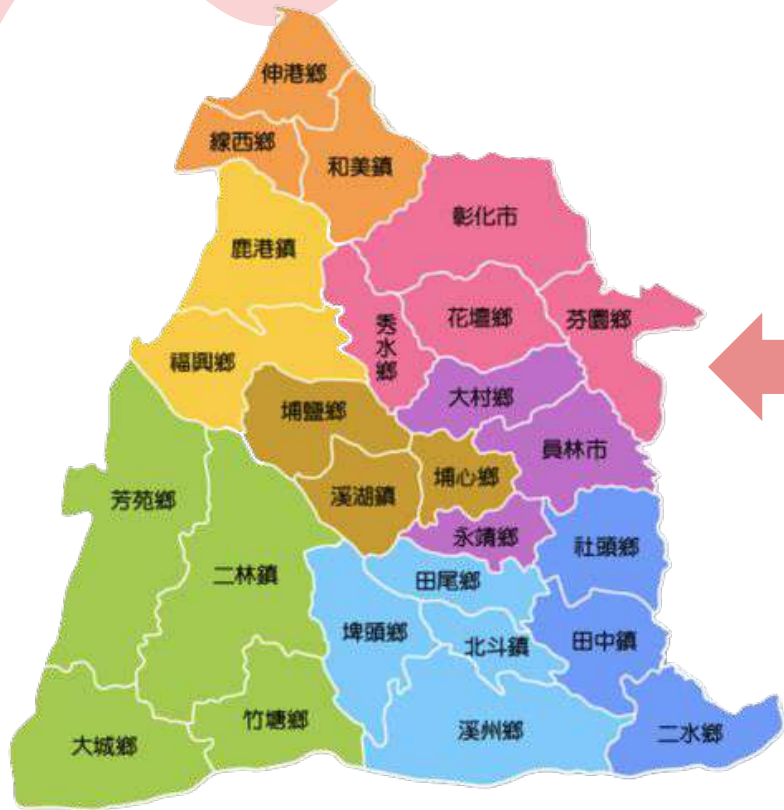 伸港鄉
線西鄉
和美鎮
彰化市
鹿港鎮
秀水鄉
花壇鄉
芬園鄉
福興鄉
大村鄉
埔鹽鄉
員林市
埔心鄉
溪湖鎮
芳苑鄉
永靖鄉
社頭鄉
二林鎮
田尾鄉
埤頭鄉
北斗鎮
田中鎮
竹塘鄉
大城鄉
溪州鄉
二水鄉